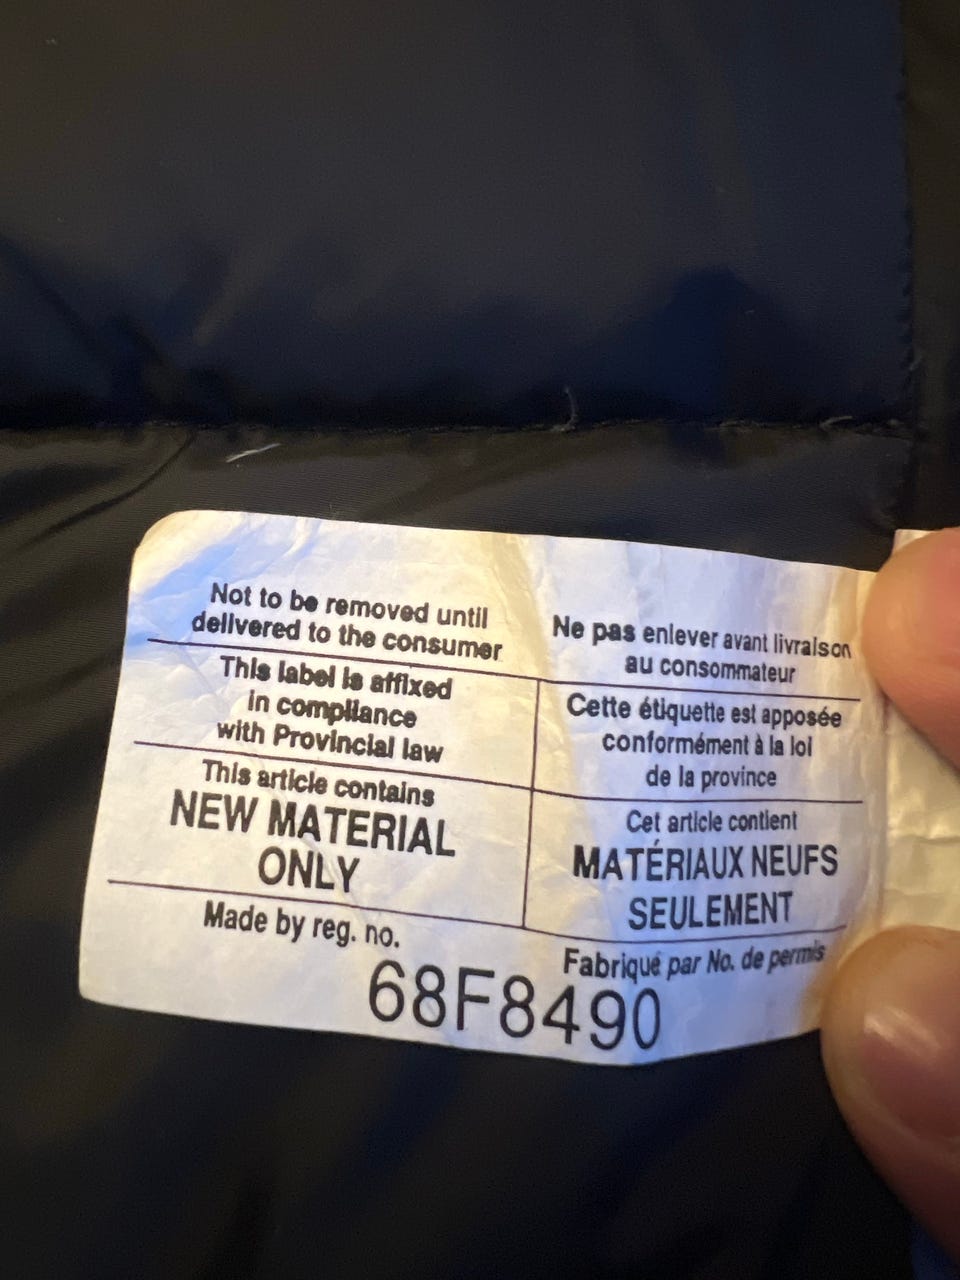 Not to be removed until
delivered to the consumer
This label is affixed
in compliance
with Provincial law
This article contains
NEW MATERIAL
ONLY
Made by reg. no.
Ne pas enlever avant livraison
au consommateur
Cette étiquette est apposée
conformément à la loi
de la province
Cet article contient
MATÉRIAUX NEUFS
SEULEMENT
Fabriqué par No. de permis
68F8490